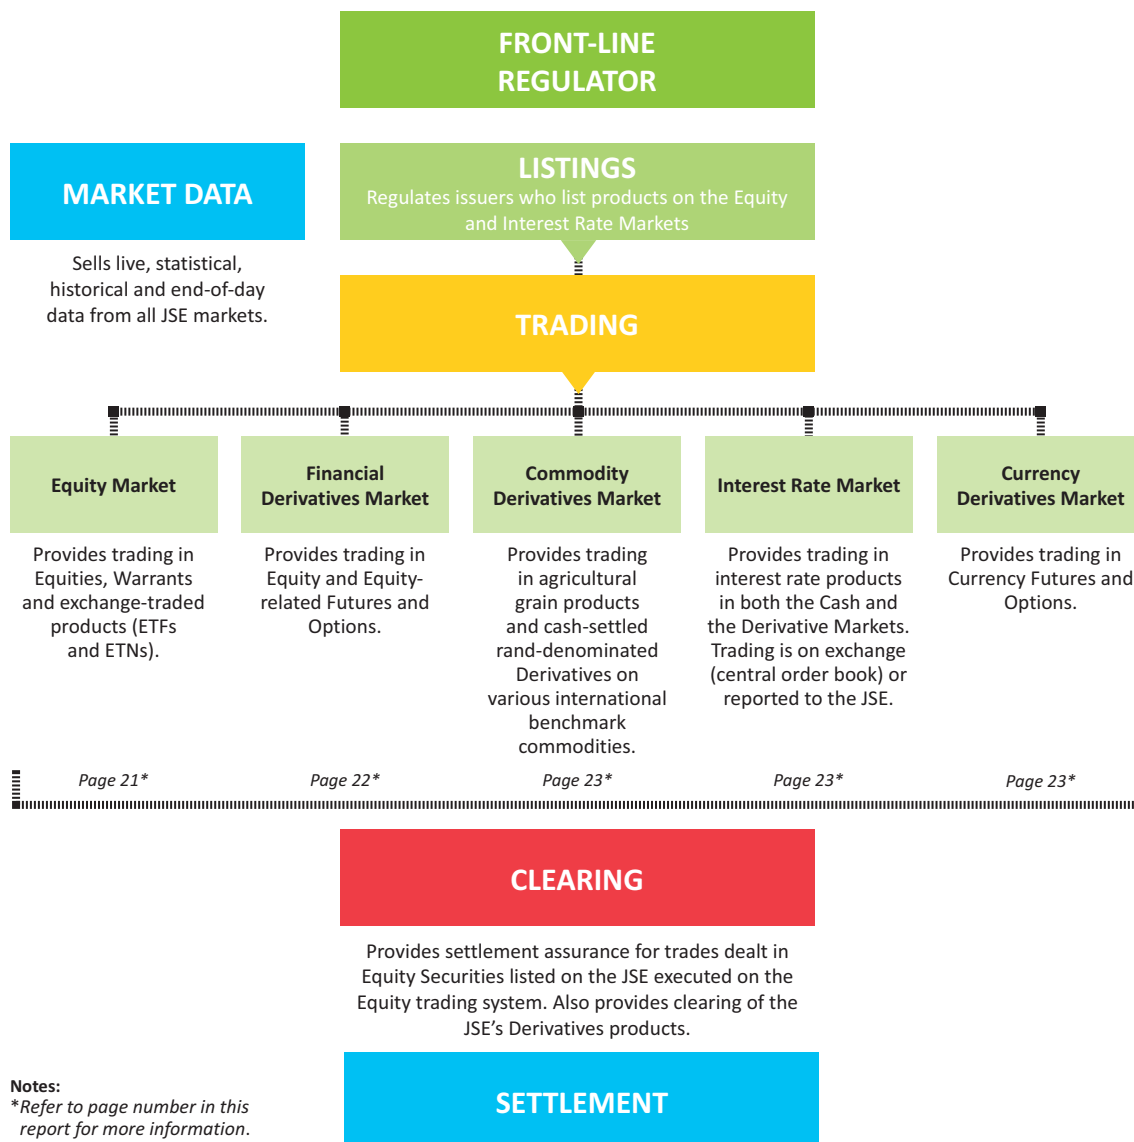 FRONT-LINE
REGULATOR
MARKET DATA
Sells live, statistical,
historical and end-of-day
data from all JSE markets.
LISTINGS
Regulates issuers who list products on the Equity
and Interest Rate Markets
TRADING
Equity Market
Provides trading in
Equities, Warrants
and exchange-traded
products (ETFs
and ETNs).
Page 21*
Financial
Derivatives Market
Provides trading in
Equity and Equity-
related Futures and
Options.
Page 22*
Commodity
Derivatives Market
Provides trading
in agricultural
grain products
and cash-settled
rand-denominated
Derivatives on
various international
benchmark
commodities.
Page 23*
Interest Rate Market
Provides trading in
interest rate products
in both the Cash and
the Derivative Markets.
Trading is on exchange
(central order book) or
reported to the JSE.
Page 23*
Currency
Derivatives Market
Provides trading in
Currency Futures and
Options.
Page 23*
CLEARING
Provides settlement assurance for trades dealt in
Equity Securities listed on the JSE executed on the
Equity trading system. Also provides clearing of the
JSE’s Derivatives products.
SETTLEMENT
Notes:
*Refer to page number in this
report for more information.